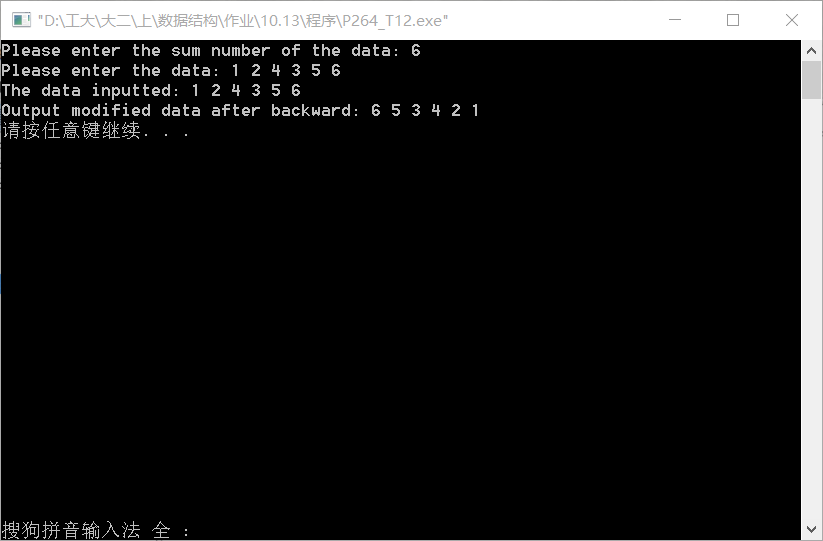 "D:\工大\大二\上\数据结构\作业\10.13\程序\P264_T12.exe"
Please enter the sum number of the data: 6
Please enter the data: 1 2 4 3 5 6
The data inputted: 1 2 4 3 5 6
Output modified data after backward: 6 5 3 4 2 1
请按任意键继续. . .
搜狗拼音输入法 全 :